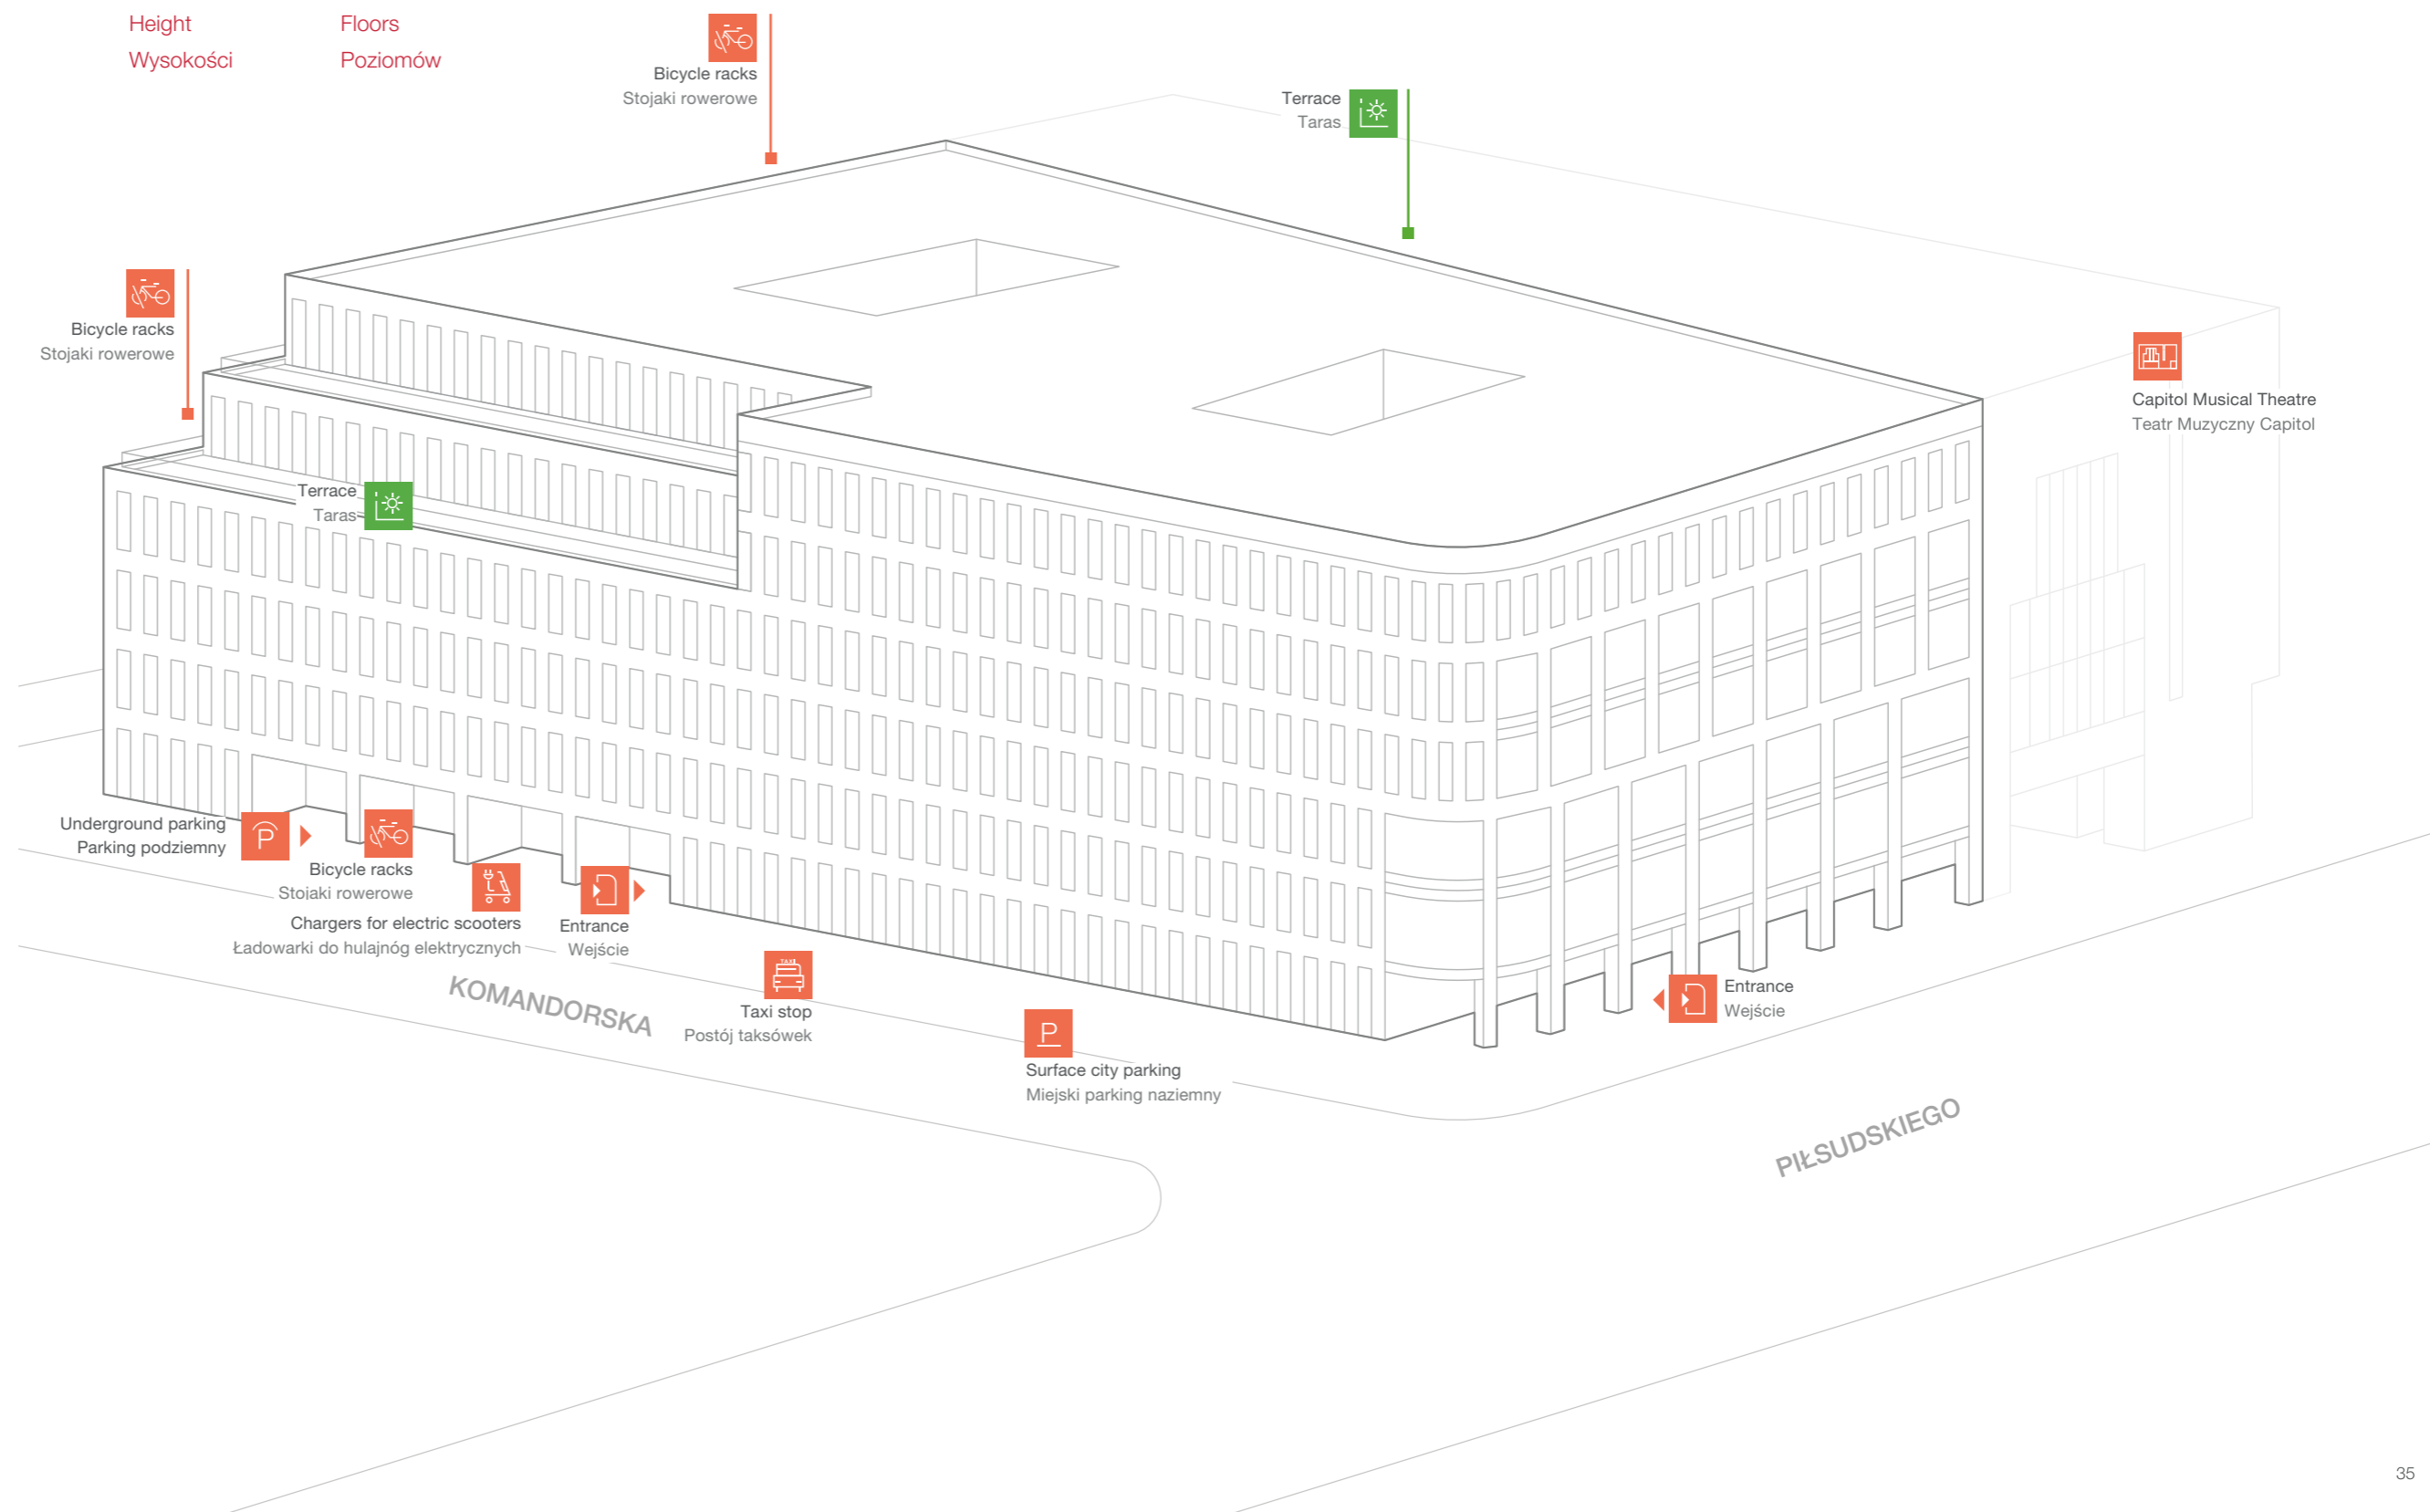 Height
Wysokości
Floors
Poziomów
Bicycle racks
Stojaki rowerowe
Terrace
Taras
Bicycle racks
Stojaki rowerowe
Capitol Musical Theatre
Teatr Muzyczny Capitol
Terrace
Taras
Underground parking
Parking podziemny
P
Bicycle racks
Stojaki rowerowe
Chargers for electric scooters
Ładowarki do hulajnóg elektrycznych
Entrance
Wejście
TAXI
Taxi stop
Postój taksówek
P
Surface city parking
Miejski parking naziemny
Entrance
Wejście
KOMANDORSKA
PIŁSUDSKIEGO
35